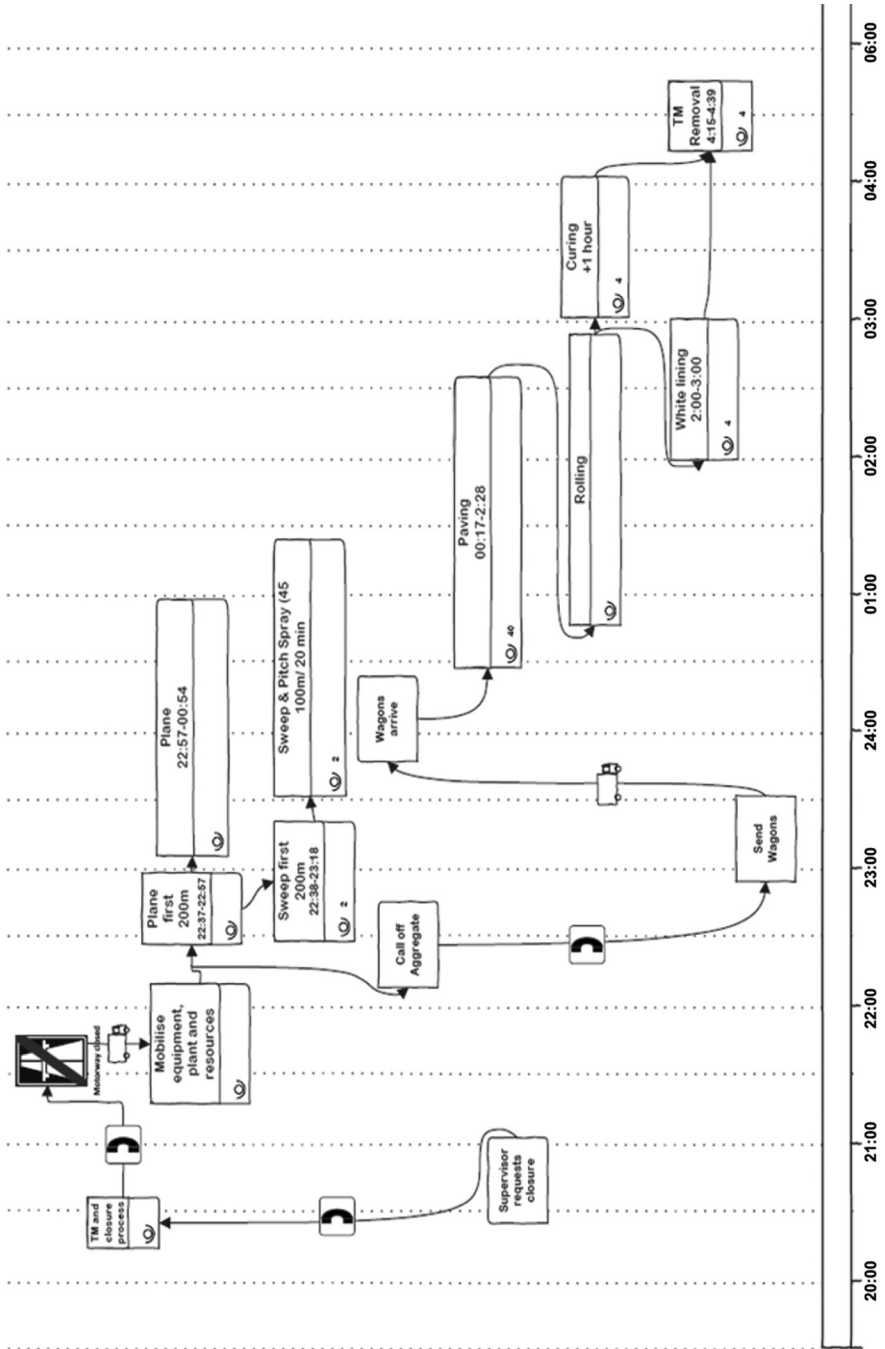 TM and
closure
process
Motorway closed
Supervisor
requests
closure
Mobilise
equipment,
plant and
resources
Plane
first
200m
22:37-22:57
Plane
22:57-00:54
Sweep first
200m
22:38-23:18
2
Sweep & Pitch Spray (45
100m/ 20 min
2
Call off
Aggregate
Send
Wagons
Wagons
arrive
Paving
00:17-2:28
40
Rolling
White lining
2:00-3:00
4
Curing
+1 hour
4
TM
Removal
4:15-4:39
4
20:00
21:00
22:00
23:00
24:00
01:00
02:00
03:00
04:00
06:00